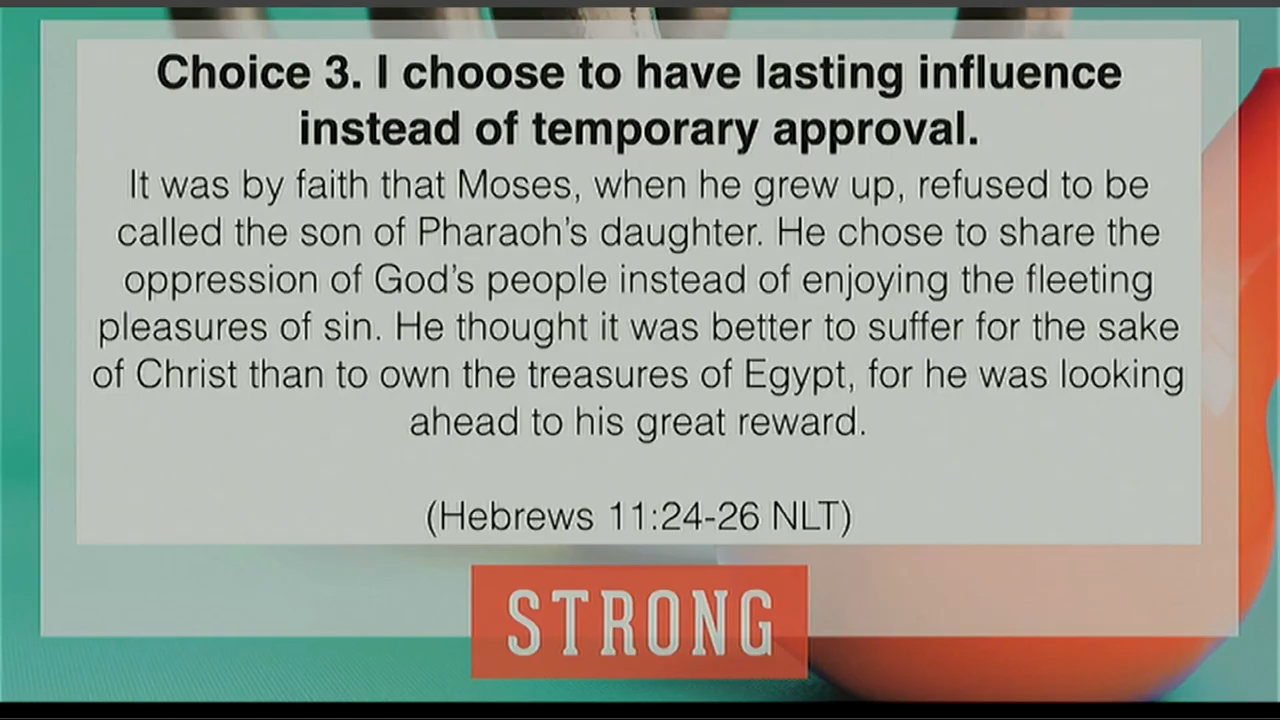 Choice 3. I choose to have lasting influence
instead of temporary approval.
It was by faith that Moses, when he grew up, refused to be
called the son of Pharaoh's daughter. He chose to share the
oppression of God's people instead of enjoying the fleeting
pleasures of sin. He thought it was better to suffer for the sake
of Christ than to own the treasures of Egypt, for he was looking
ahead to his great reward.
(Hebrews 11:24-26 NLT)
STRONG